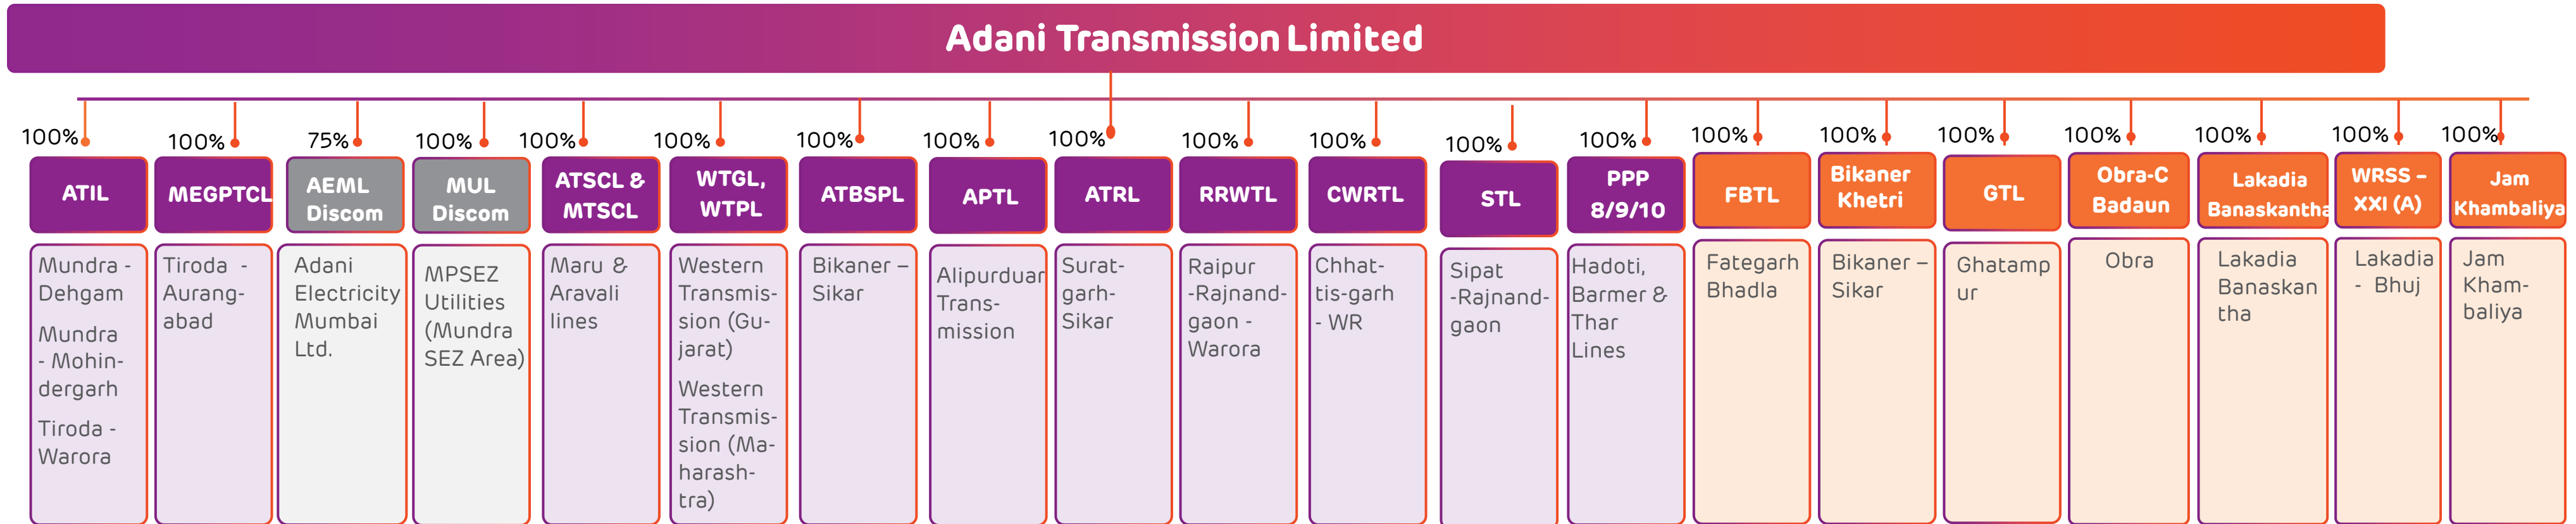 Adani Transmission Limited
100% 100% 75% 100% 100% 100% 100% 100% 100% 100% 100% 100% 100% 100% 100% 100% 100% 100% 100% 100%
ATIL
MEGPTCL
AEML
Discom
MUL
Discom
ATSCL &
MTSCL
WTGL,
WTPL
ATBSPL
APTL
ATRL
RRWTL
CWRTL
STL
PPP
8/9/10
FBTL
Bikaner
Khetri
GTL
Obra-C
Badaun
Lakadia
Banaskantha
WRSS –
XXI (A)
Jam
Khambaliya
Mundra -
Dehgam
Mundra
- Mohin-
dergarh
Tiroda -
Warora
Tiroda -
Aurang-
abad
Adani
Electricity
Mumbai
Ltd.
MPSEZ
Utilities
(Mundra
SEZ Area)
Maru &
Aravali
lines
Western
Transmis-
sion (Gu-
jarat)
Western
Transmis-
sion (Ma-
harash-
tra)
Bikaner –
Sikar
Alipurduar
Trans-
mission
Surat-
garh-
Sikar
Raipur
-Rajnand-
gaon -
Warora
Chhat-
tis-garh
- WR
Sipat
-Rajnand-
gaon
Hadoti,
Barmer &
Thar
Lines
Fategarh
Bhadla
Bikaner –
Sikar
Ghatamp
ur
Obra
Lakadia
Banaskan
tha
Lakadia
- Bhuj
Jam
Kham-
baliya